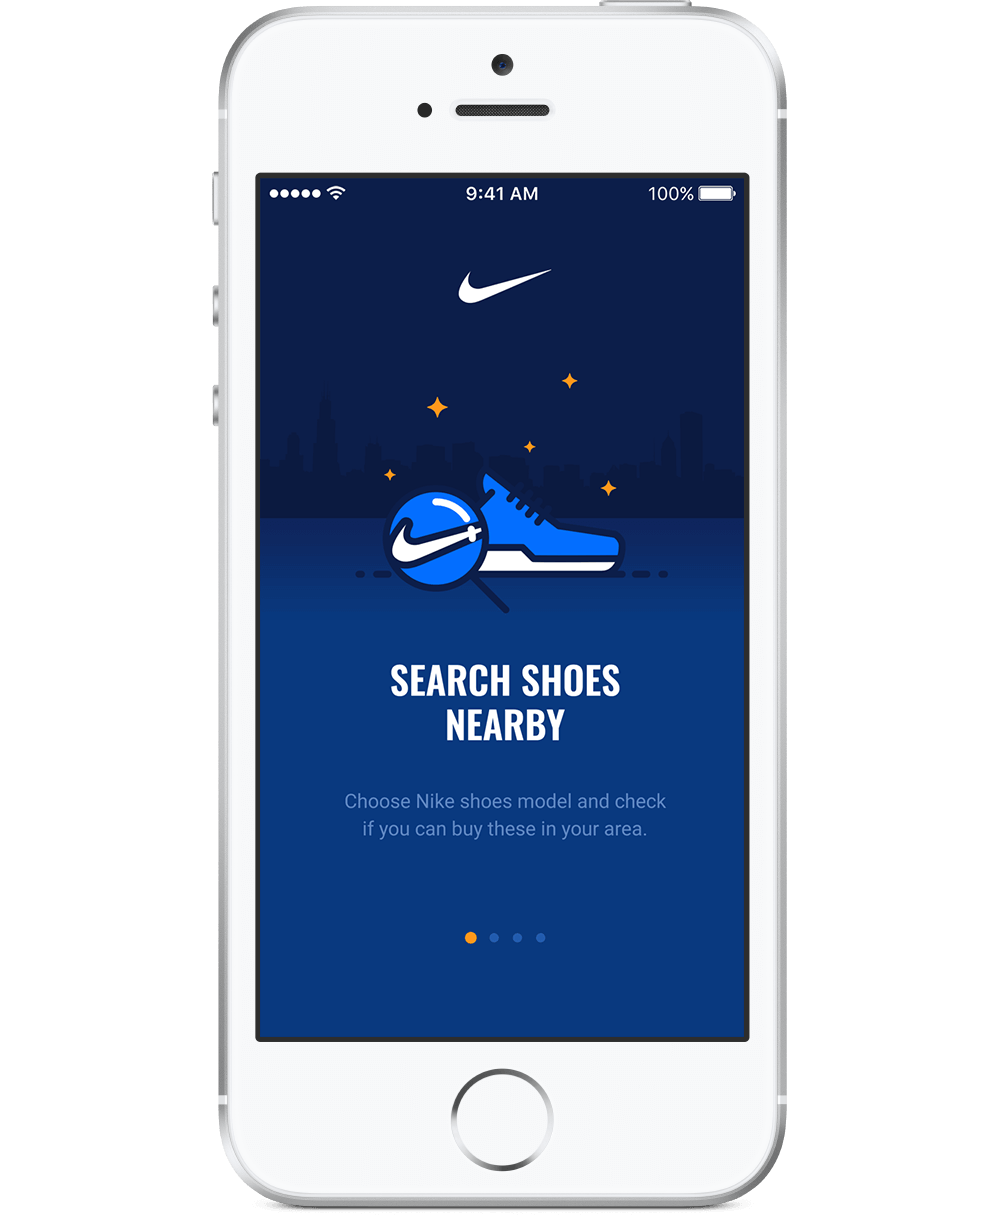 9:41 AM
100%
SEARCH SHOES
NEARBY
Choose Nike shoes model and check
if you can buy these in your area.